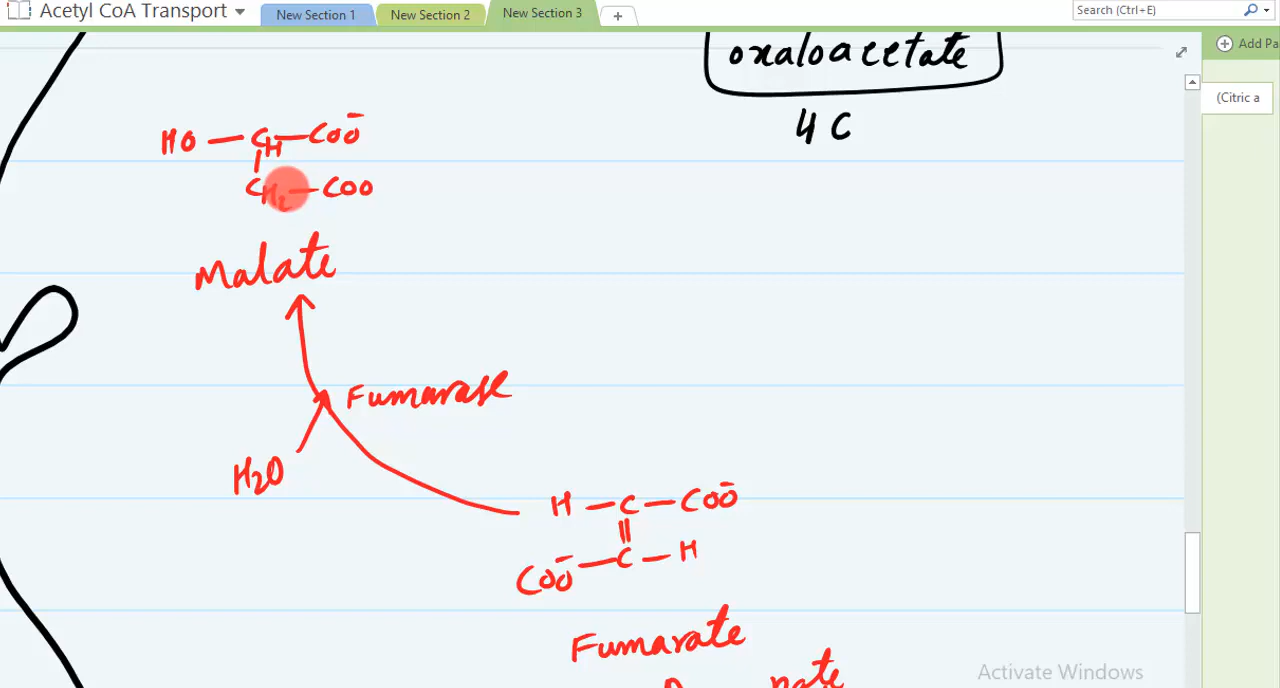 Acetyl CoA Transport
New Section 1
New Section 2
New Section 3
+
Search (Ctrl+E)
Add Pa
(Citric a
oxaloacetate
4 C
HO — CH — COO⁻
CH₂ — COO
Malate
Fumarase
H₂O
H — C — COO⁻
COO⁻ — C — H
Fumarate
Activate Windows